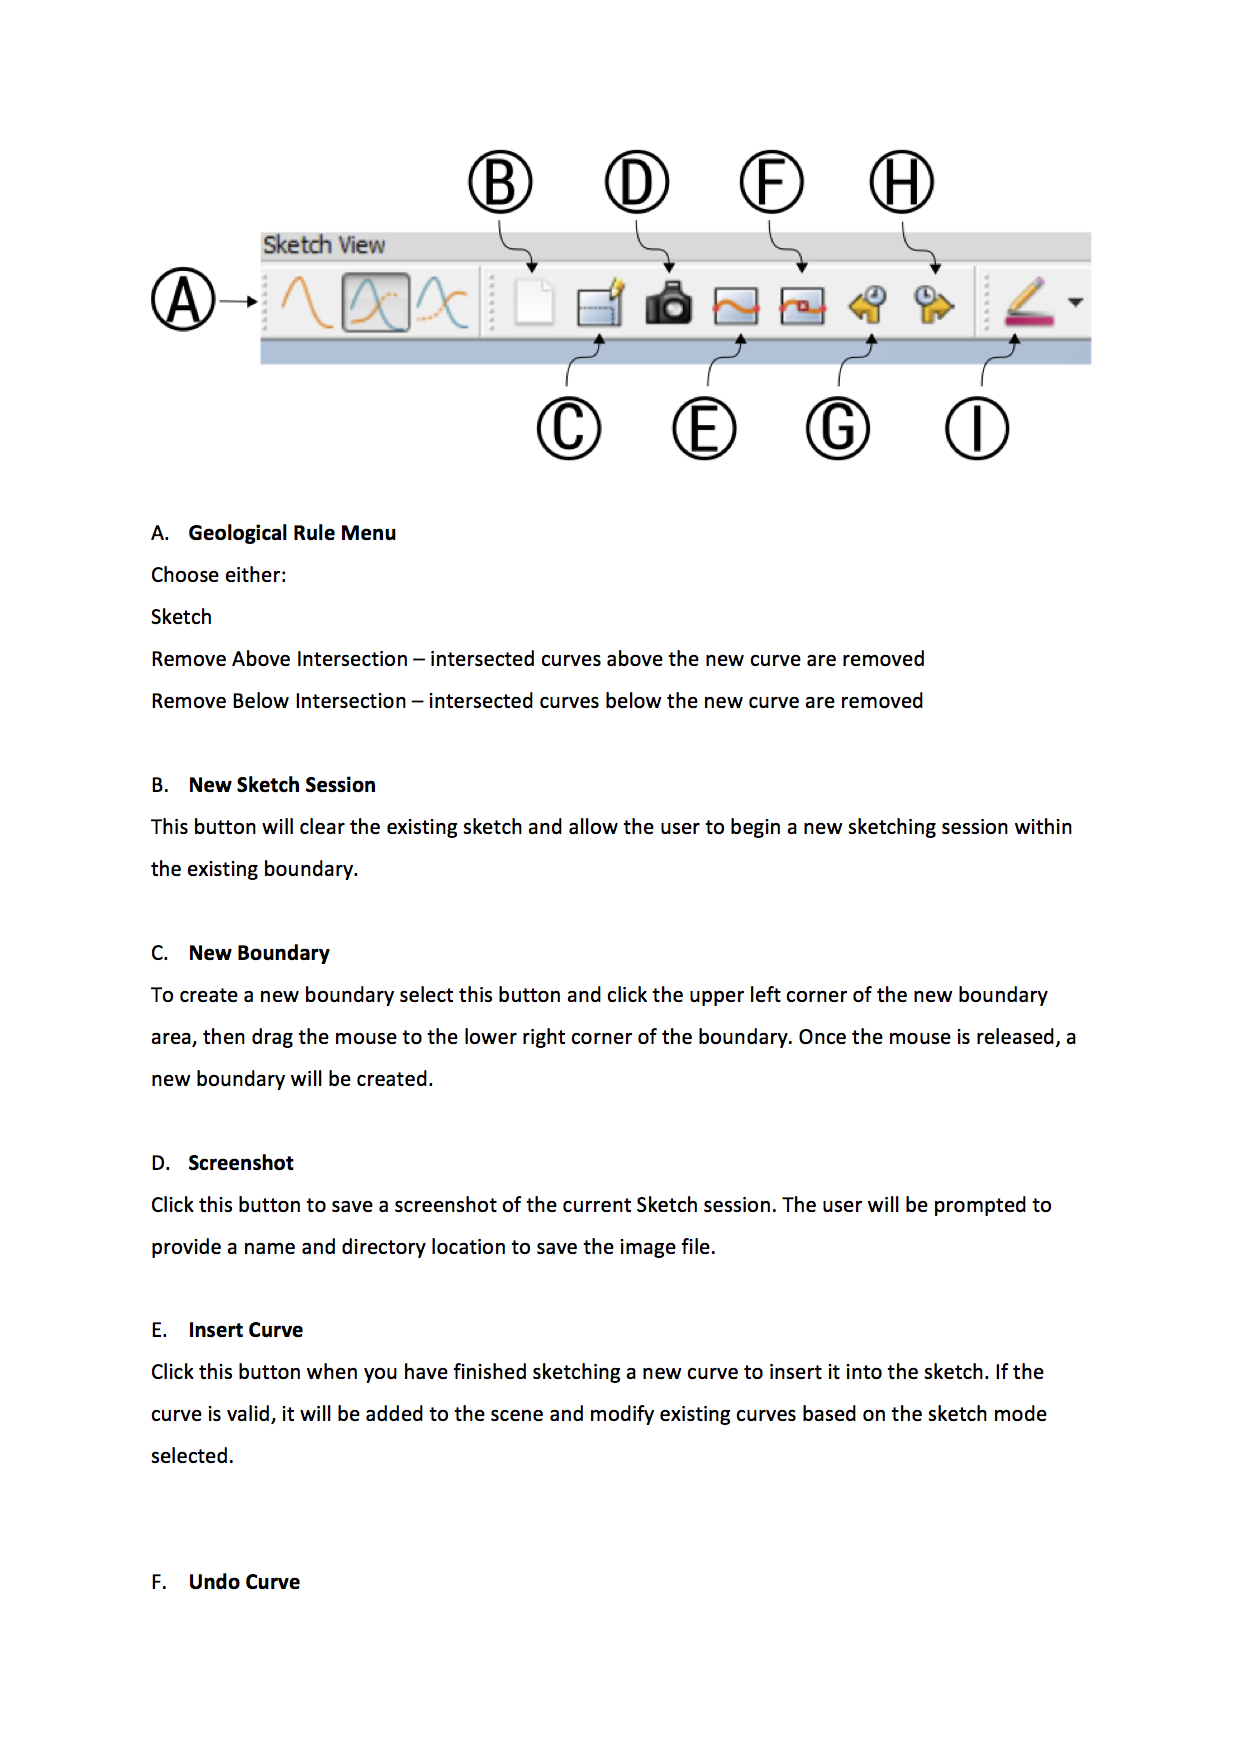 B D F H
Sketch View
A
C E G I
A. Geological Rule Menu
Choose either:
Sketch
Remove Above Intersection – intersected curves above the new curve are removed
Remove Below Intersection – intersected curves below the new curve are removed
B. New Sketch Session
This button will clear the existing sketch and allow the user to begin a new sketching session within
the existing boundary.
C. New Boundary
To create a new boundary select this button and click the upper left corner of the new boundary
area, then drag the mouse to the lower right corner of the boundary. Once the mouse is released, a
new boundary will be created.
D. Screenshot
Click this button to save a screenshot of the current Sketch session. The user will be prompted to
provide a name and directory location to save the image file.
E. Insert Curve
Click this button when you have finished sketching a new curve to insert it into the sketch. If the
curve is valid, it will be added to the scene and modify existing curves based on the sketch mode
selected.
F. Undo Curve